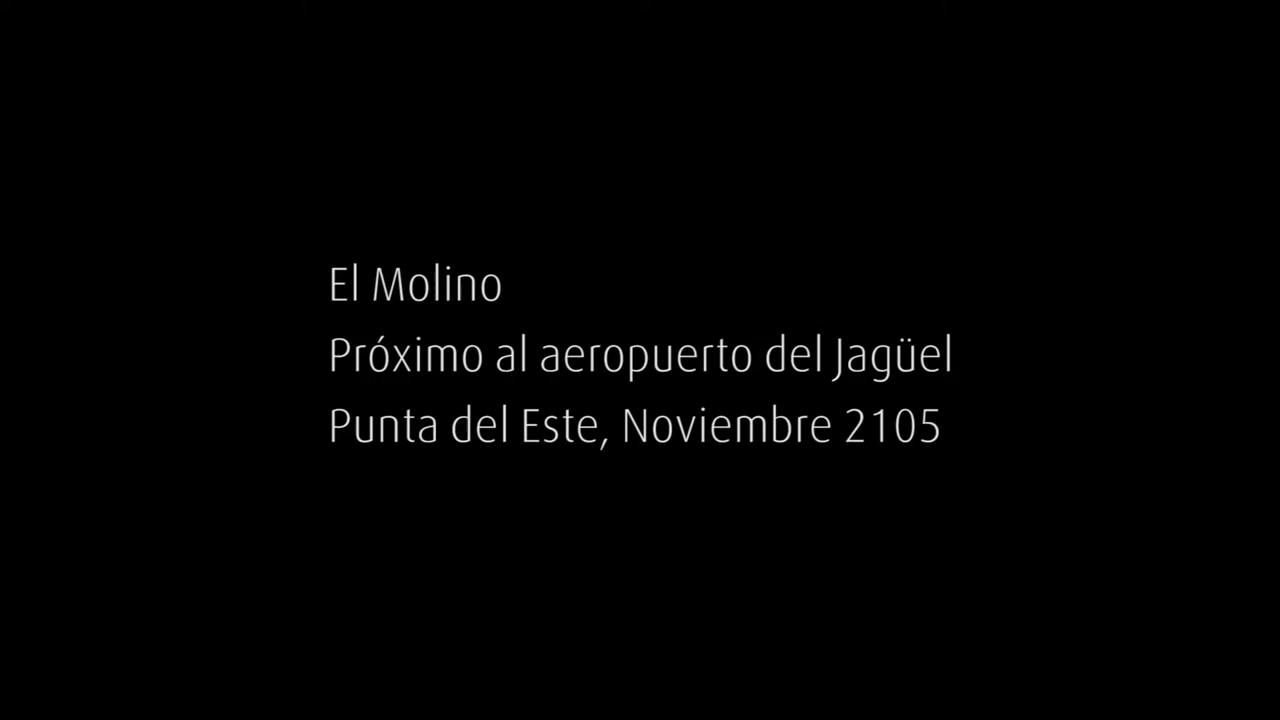 El Molino
Próximo al aeropuerto del Jagüel
Punta del Este, Noviembre 2105